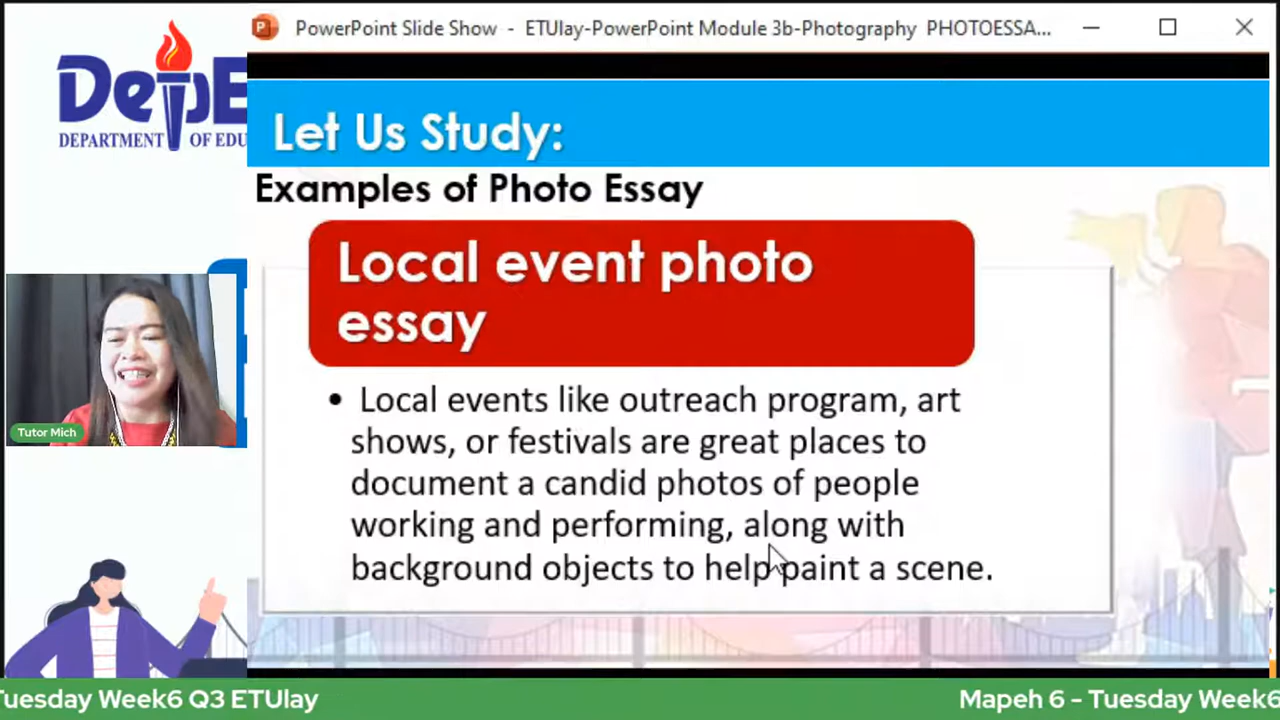 PowerPoint Slide Show - ETUlay-PowerPoint Module 3b-Photography PHOTOESSA...
DepE
DEPARTMENT OF EDU
Let Us Study:
Examples of Photo Essay
Local event photo
essay
• Local events like outreach program, art
shows, or festivals are great places to
document a candid photos of people
working and performing, along with
background objects to help paint a scene.
Tutor Mich
Tuesday Week6 Q3 ETUlay
Mapeh 6 - Tuesday Week6